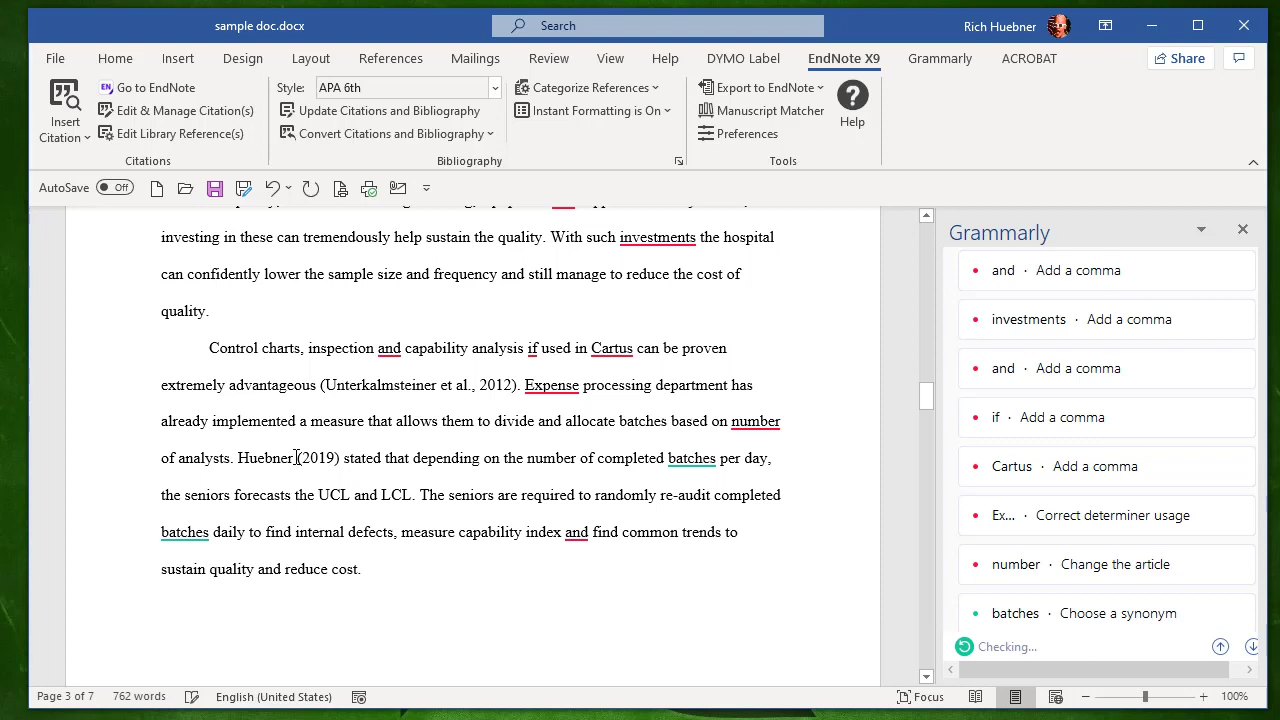 sample doc.docx
Search
Rich Huebner
File Home Insert Design Layout References Mailings Review View Help DYMO Label EndNote X9 Grammarly ACROBAT Share
Insert Citation
EN Go to EndNote
Edit & Manage Citation(s)
Edit Library Reference(s)
Citations
Style: APA 6th
Update Citations and Bibliography
Convert Citations and Bibliography
Categorize References
Instant Formatting is On
Bibliography
Export to EndNote
Manuscript Matcher
Preferences
? Help
Tools
AutoSave Off
investing in these can tremendously help sustain the quality. With such investments the hospital
can confidently lower the sample size and frequency and still manage to reduce the cost of
quality.
Control charts, inspection and capability analysis if used in Cartus can be proven
extremely advantageous (Unterkalmsteiner et al., 2012). Expense processing department has
already implemented a measure that allows them to divide and allocate batches based on number
of analysts. Huebner (2019) stated that depending on the number of completed batches per day,
the seniors forecasts the UCL and LCL. The seniors are required to randomly re-audit completed
batches daily to find internal defects, measure capability index and find common trends to
sustain quality and reduce cost.
Grammarly
and · Add a comma
investments · Add a comma
and · Add a comma
if · Add a comma
Cartus · Add a comma
Ex... · Correct determiner usage
number · Change the article
batches · Choose a synonym
Checking...
Page 3 of 7 762 words English (United States) Focus 100%